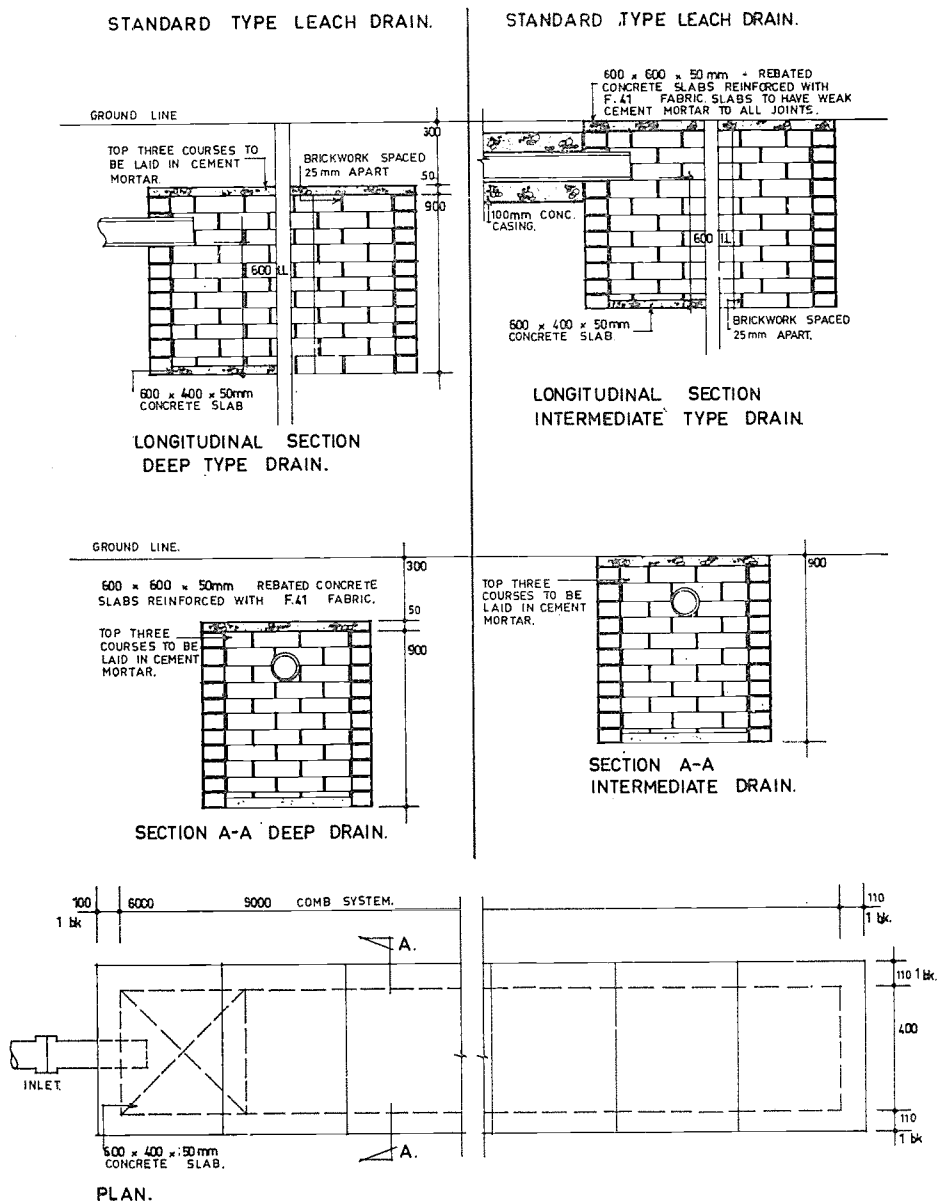 STANDARD TYPE LEACH DRAIN.
GROUND LINE
TOP THREE COURSES TO
BE LAID IN CEMENT
MORTAR.
BRICKWORK SPACED
25mm APART
300
50
900
600 I.L
600 x 400 x 50mm
CONCRETE SLAB
LONGITUDINAL SECTION
DEEP TYPE DRAIN.
STANDARD TYPE LEACH DRAIN.
600 x 600 x 50mm - REBATED
CONCRETE SLABS REINFORCED WITH
F.41 FABRIC. SLABS TO HAVE WEAK
CEMENT MORTAR TO ALL JOINTS.
100mm CONC.
CASING.
600 I.L
600 x 400 x 50mm
CONCRETE SLAB.
BRICKWORK SPACED
25mm APART.
LONGITUDINAL SECTION
INTERMEDIATE TYPE DRAIN.
GROUND LINE.
600 x 600 x 50mm REBATED CONCRETE
SLABS REINFORCED WITH F.41 FABRIC.
TOP THREE
COURSES TO BE
LAID IN CEMENT
MORTAR.
300
50
900
SECTION A-A DEEP DRAIN.
TOP THREE
COURSES TO BE
LAID IN CEMENT
MORTAR.
900
SECTION A-A
INTERMEDIATE DRAIN.
100 6000 9000 COMB SYSTEM. 110
1 bk 1 bk.
A.
110 1 bk.
400
INLET.
110
1 bk
600 x 400 x 50mm
CONCRETE SLAB.
A.
PLAN.